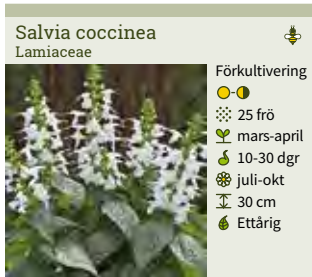 Salvia coccinea
Lamiaceae
Förkultivering
-
25 frö
mars-april
10-30 dgr
juli-okt
30 cm
Ettårig